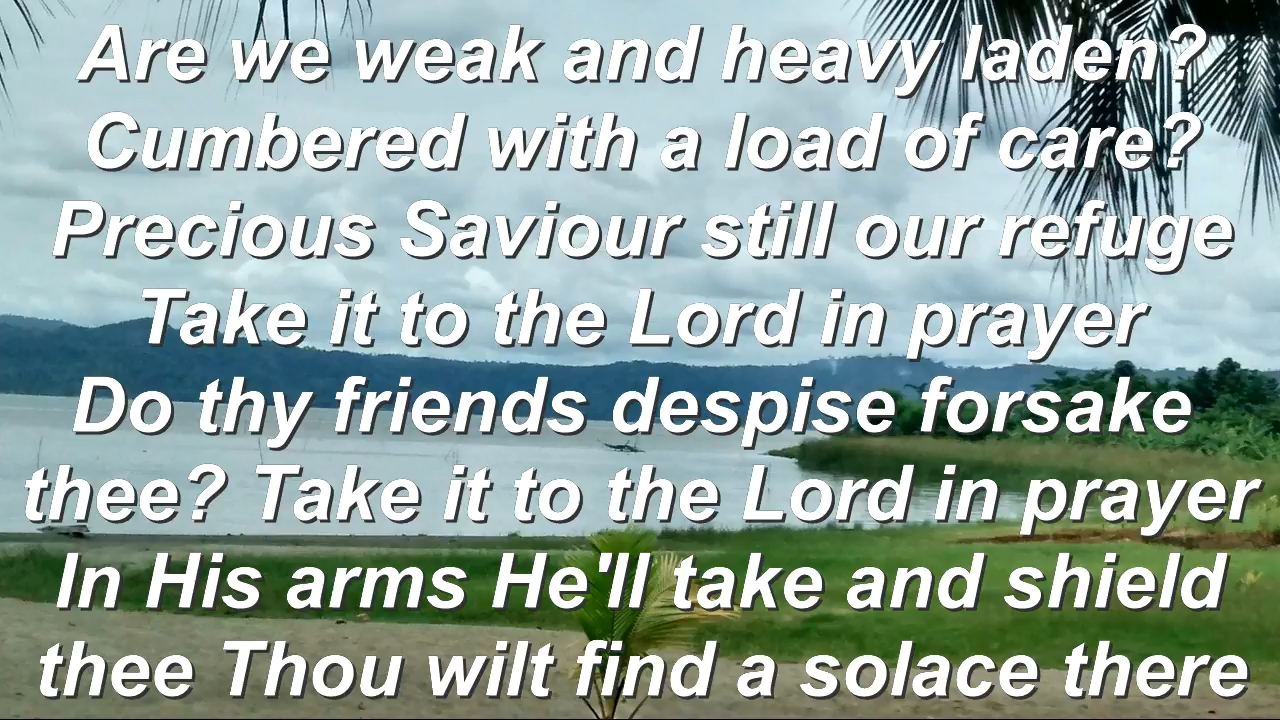 Are we weak and heavy laden?
Cumbered with a load of care?
Precious Saviour still our refuge
Take it to the Lord in prayer
Do thy friends despise forsake
thee? Take it to the Lord in prayer
In His arms He'll take and shield
thee Thou wilt find a solace there